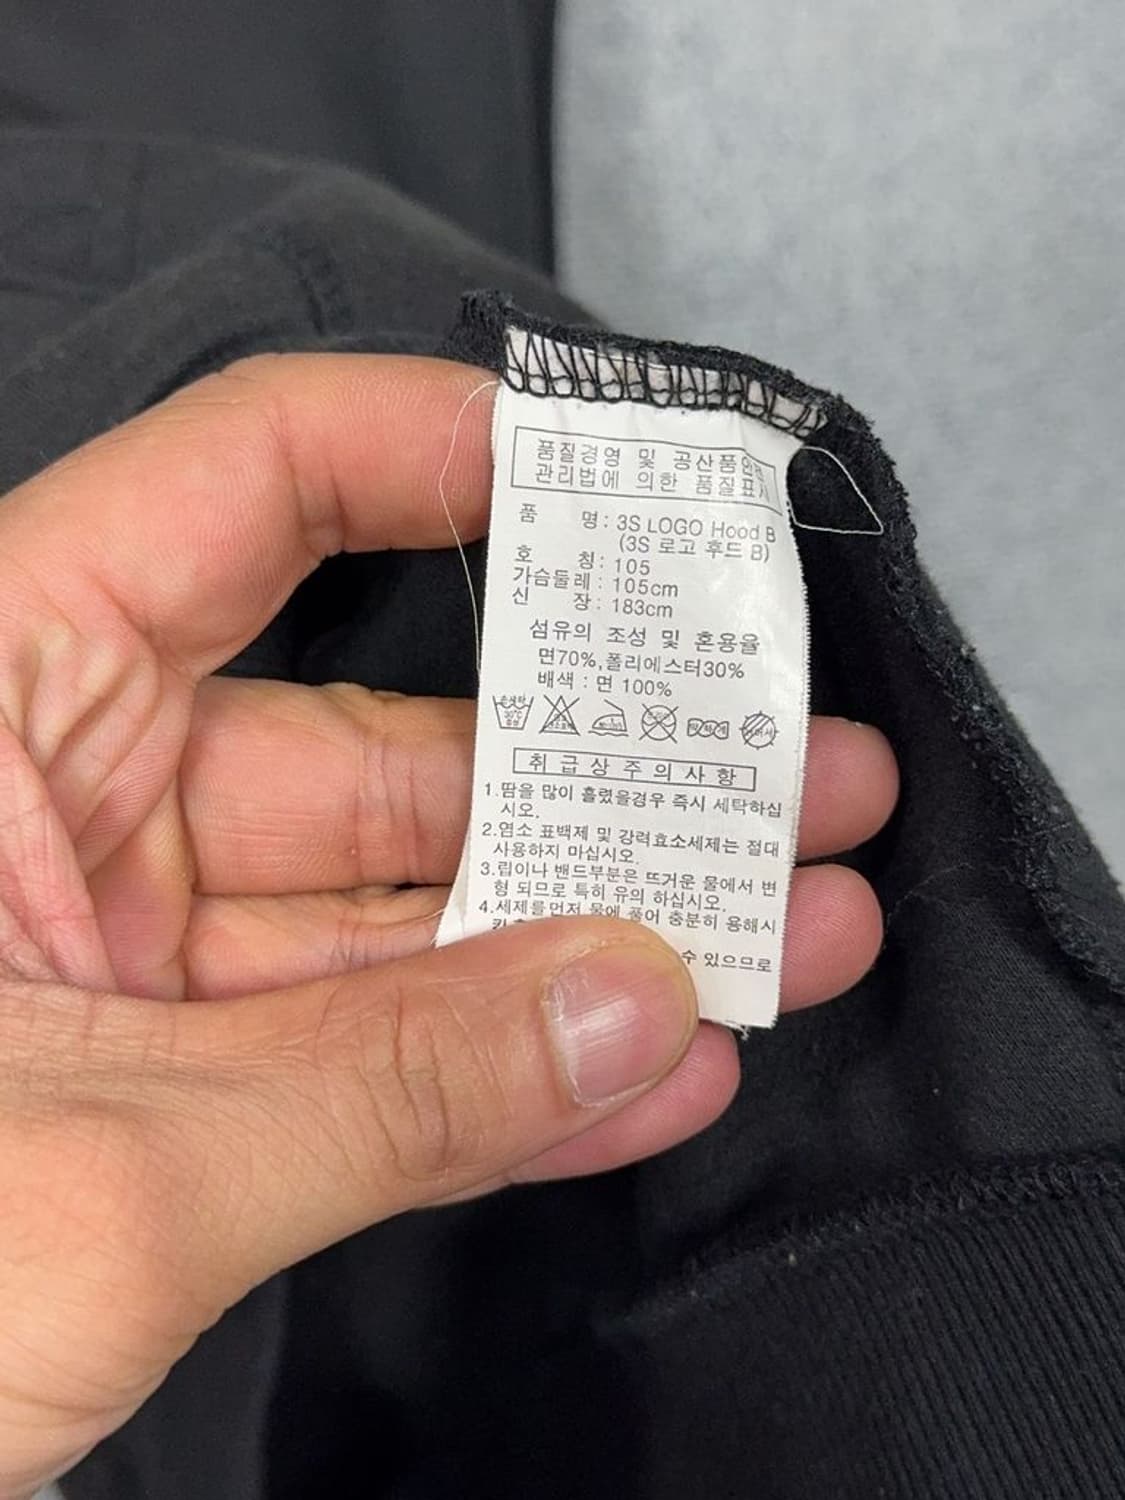 품질경영 및 공산품안전
관리법에 의한 품질표시
품 명: 3S LOGO Hood B
(3S 로고 후드 B)
호 칭: 105
가슴둘레: 105cm
신 장: 183cm
섬유의 조성 및 혼용율
면70%,폴리에스터30%
배색: 면 100%
손세탁
30℃
중성
취급상주의사항
1.땀을 많이 흘렸을경우 즉시 세탁하십
시오.
2.염소 표백제 및 강력효소세제는 절대
사용하지 마십시오.
3.립이나 밴드부분은 뜨거운 물에서 변
형 되므로 특히 유의 하십시오.
4.세제를먼저 물에 풀어 충분히 용해시
수 있으므로